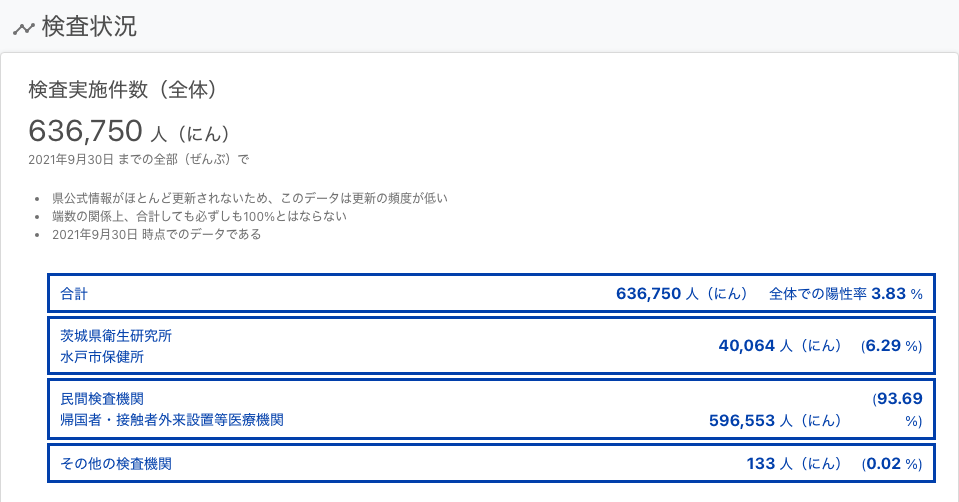 検査状況
検査実施件数（全体）
636,750 人（にん）
2021年9月30日 までの全部（ぜんぶ）で
• 県公式情報がほとんど更新されないため、このデータは更新の頻度が低い
• 端数の関係上、合計しても必ずしも100%とはならない
• 2021年9月30日 時点でのデータである
合計 636,750 人（にん） 全体での陽性率 3.83 %
茨城県衛生研究所
水戸市保健所
40,064 人（にん） (6.29 %)
民間検査機関
帰国者・接触者外来設置等医療機関
596,553 人（にん） (93.69
%)
その他の検査機関 133 人（にん） (0.02 %)